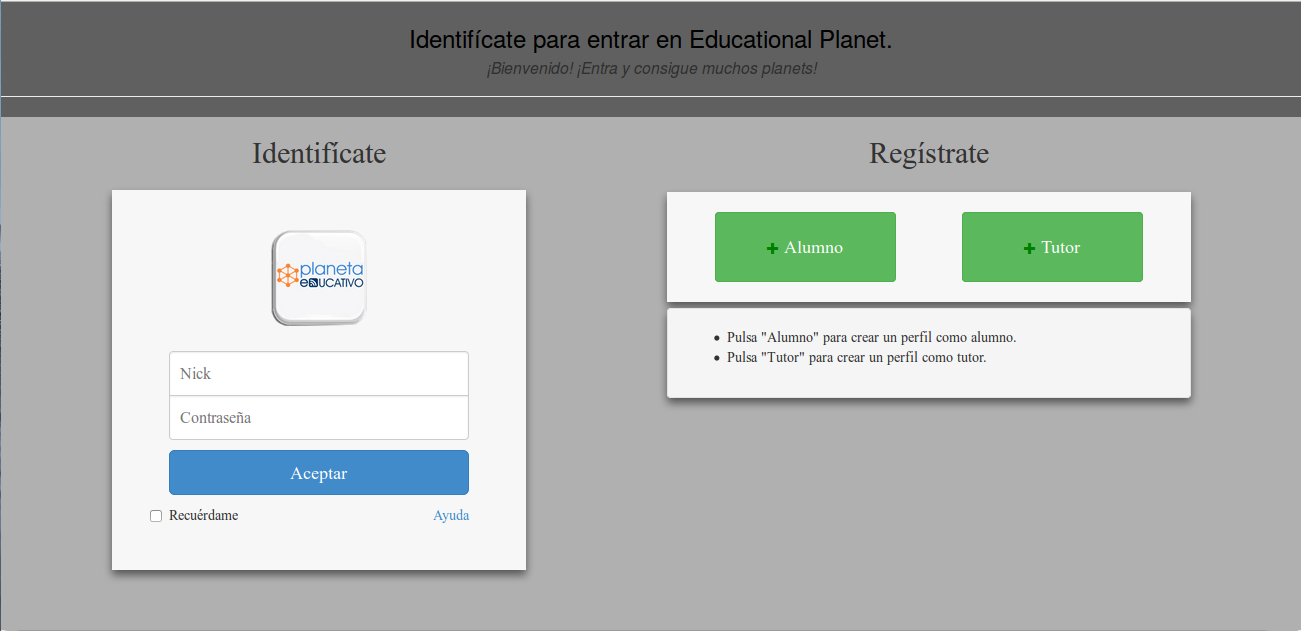 Identifícate para entrar en Educational Planet.
¡Bienvenido! ¡Entra y consigue muchos planets!
Identifícate
planeta
eDUCATIVO
Nick
Contraseña
Aceptar
Recuérdame
Ayuda
Regístrate
Alumno
Tutor
Pulsa "Alumno" para crear un perfil como alumno.
Pulsa "Tutor" para crear un perfil como tutor.